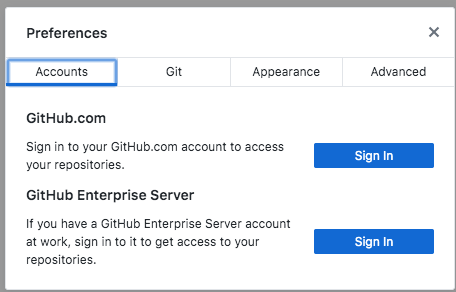 Preferences
Accounts Git Appearance Advanced
GitHub.com
Sign in to your GitHub.com account to access
your repositories.
Sign In
GitHub Enterprise Server
If you have a GitHub Enterprise Server account
at work, sign in to it to get access to your
repositories.
Sign In